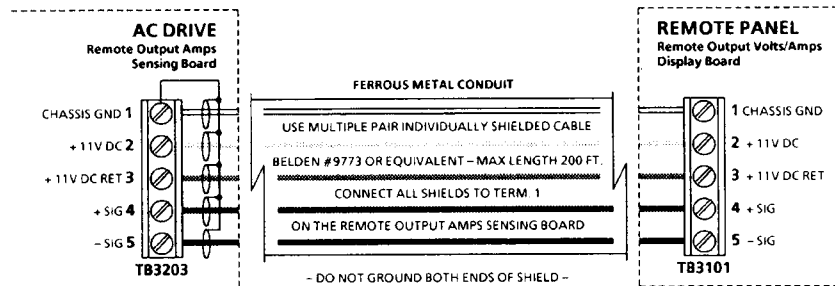 AC DRIVE
Remote Output Amps
Sensing Board
CHASSIS GND 1
+ 11V DC 2
+ 11V DC RET 3
+ SIG 4
– SIG 5
TB3203
FERROUS METAL CONDUIT
USE MULTIPLE PAIR INDIVIDUALLY SHIELDED CABLE
BELDEN #9773 OR EQUIVALENT – MAX LENGTH 200 FT.
CONNECT ALL SHIELDS TO TERM. 1
ON THE REMOTE OUTPUT AMPS SENSING BOARD
– DO NOT GROUND BOTH ENDS OF SHIELD –
REMOTE PANEL
Remote Output Volts/Amps
Display Board
1 CHASSIS GND
2 + 11V DC
3 + 11V DC RET
4 + SIG
5 – SIG
TB3101